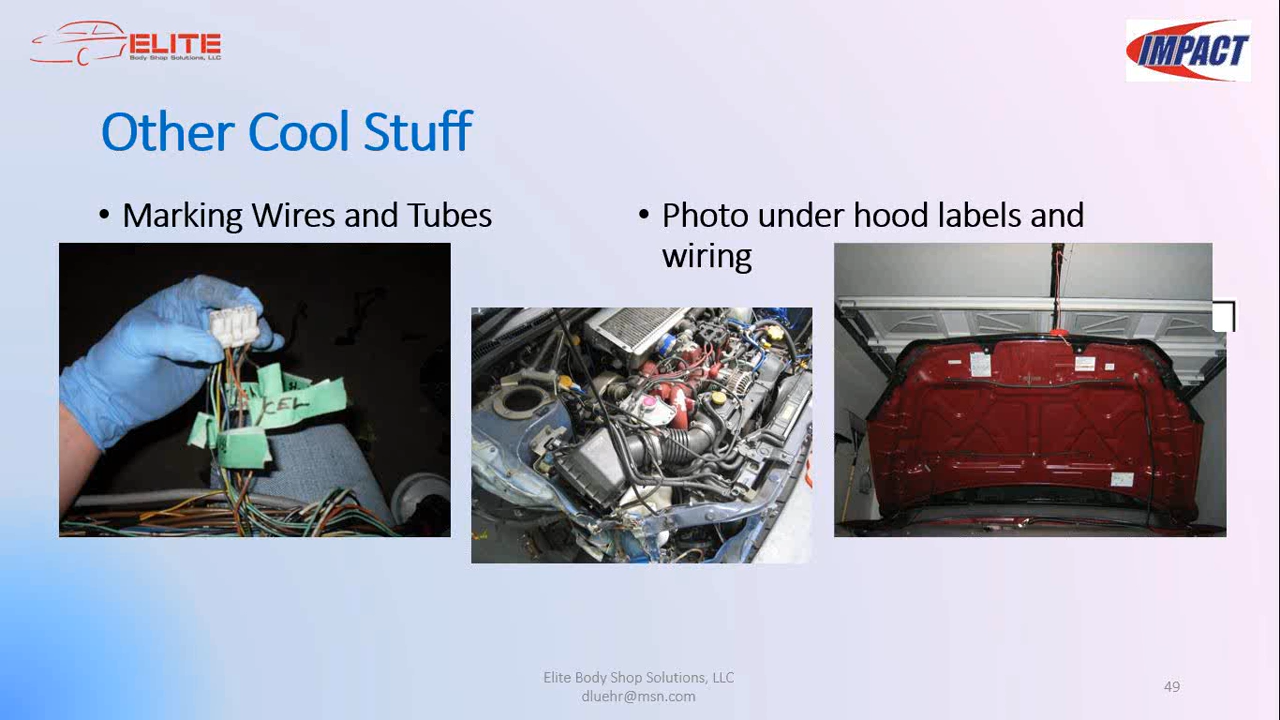 ELITE
Body Shop Solutions, LLC
IMPACT
Other Cool Stuff
• Marking Wires and Tubes
• Photo under hood labels and
wiring
H
CEL
Elite Body Shop Solutions, LLC
dluehr@msn.com
49